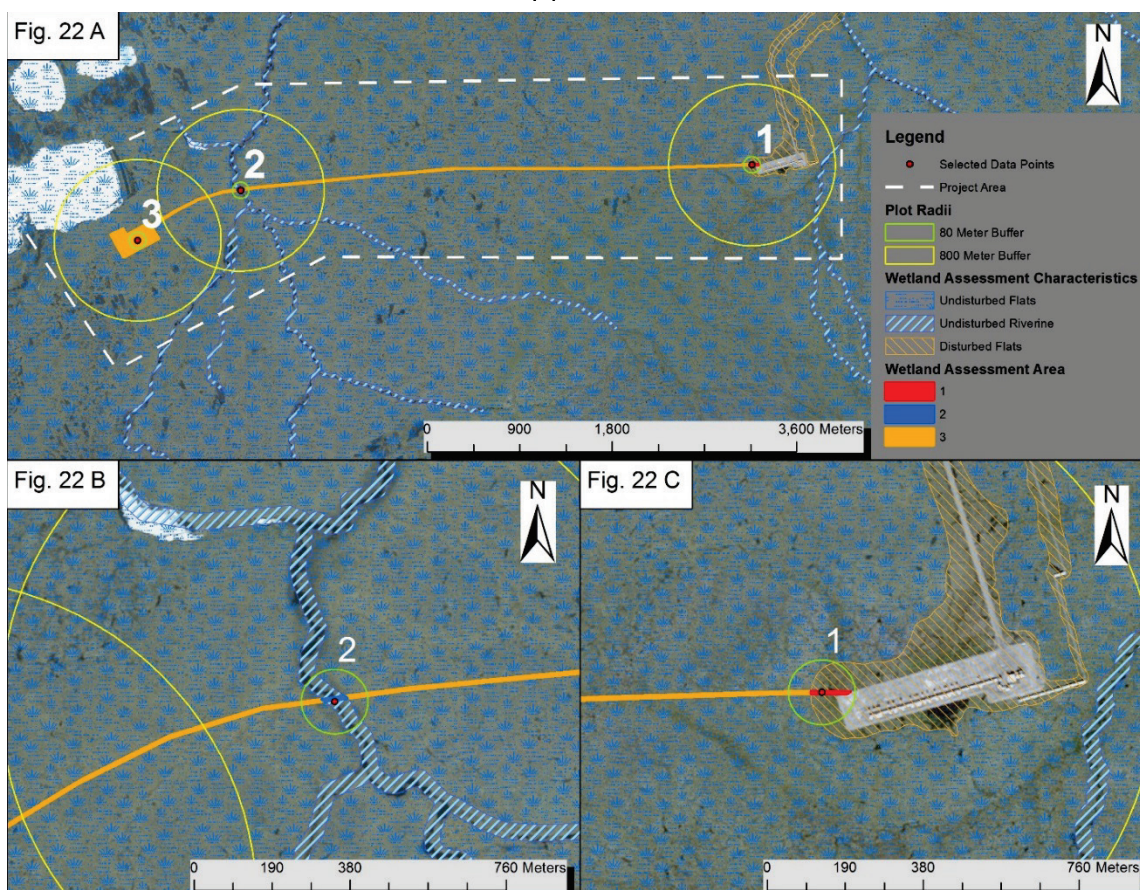 Fig. 22 A
N
1
2
3
Legend
Selected Data Points
Project Area
Plot Radii
80 Meter Buffer
800 Meter Buffer
Wetland Assessment Characteristics
Undisturbed Flats
Undisturbed Riverine
Disturbed Flats
Wetland Assessment Area
1
2
3
0 900 1,800 3,600 Meters
Fig. 22 B
N
2
0 190 380 760 Meters
Fig. 22 C
N
1
0 190 380 760 Meters